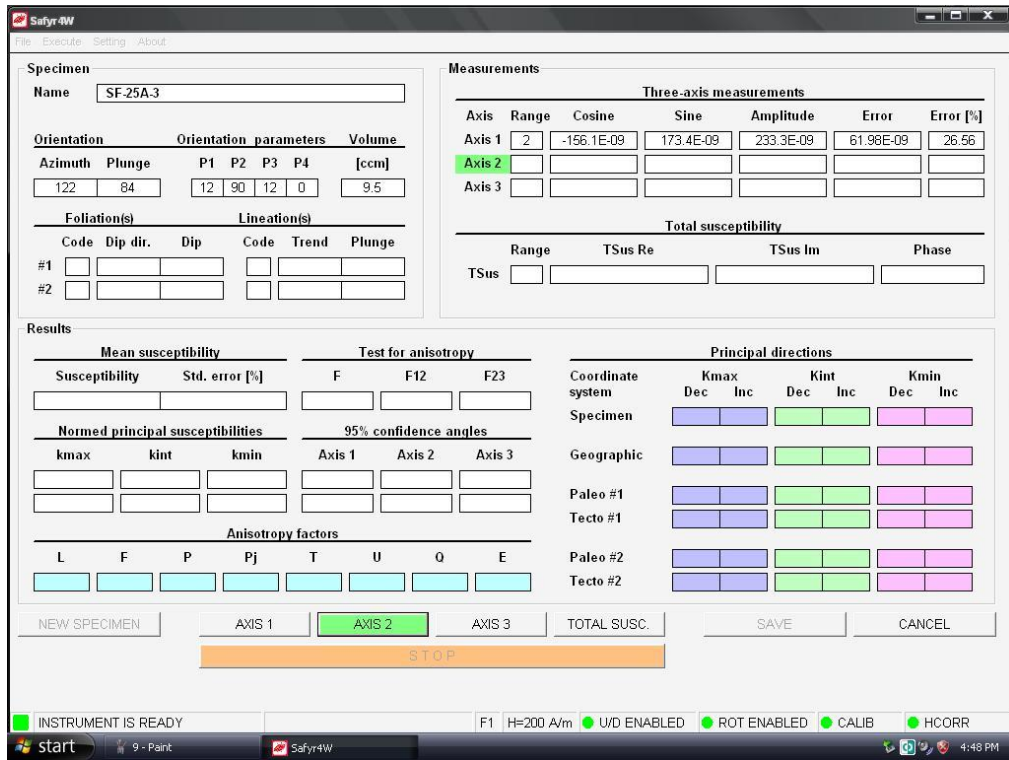 Safyr4W
File Execute Setting About
Specimen
Name SF-25A-3
Orientation Orientation parameters Volume
Azimuth Plunge P1 P2 P3 P4 [ccm]
122 84 12 90 12 0 9.5
Foliation(s) Lineation(s)
Code Dip dir. Dip Code Trend Plunge
#1
#2
Measurements
Three-axis measurements
Axis Range Cosine Sine Amplitude Error Error [%]
Axis 1 2 -156.1E-09 173.4E-09 233.3E-09 61.98E-09 26.56
Axis 2
Axis 3
Total susceptibility
Range TSus Re TSus Im Phase
TSus
Results
Mean susceptibility
Susceptibility Std. error [%]
Test for anisotropy
F F12 F23
Normed principal susceptibilities
kmax kint kmin
95% confidence angles
Axis 1 Axis 2 Axis 3
Anisotropy factors
L F P Pj T U Q E
Principal directions
Coordinate system Kmax Kint Kmin
Dec Inc Dec Inc Dec Inc
Specimen
Geographic
Paleo #1
Tecto #1
Paleo #2
Tecto #2
NEW SPECIMEN AXIS 1 AXIS 2 AXIS 3 TOTAL SUSC. SAVE CANCEL
STOP
INSTRUMENT IS READY F1 H=200 A/m U/D ENABLED ROT ENABLED CALIB HCORR
start 9 - Paint Safyr4W 4:48 PM